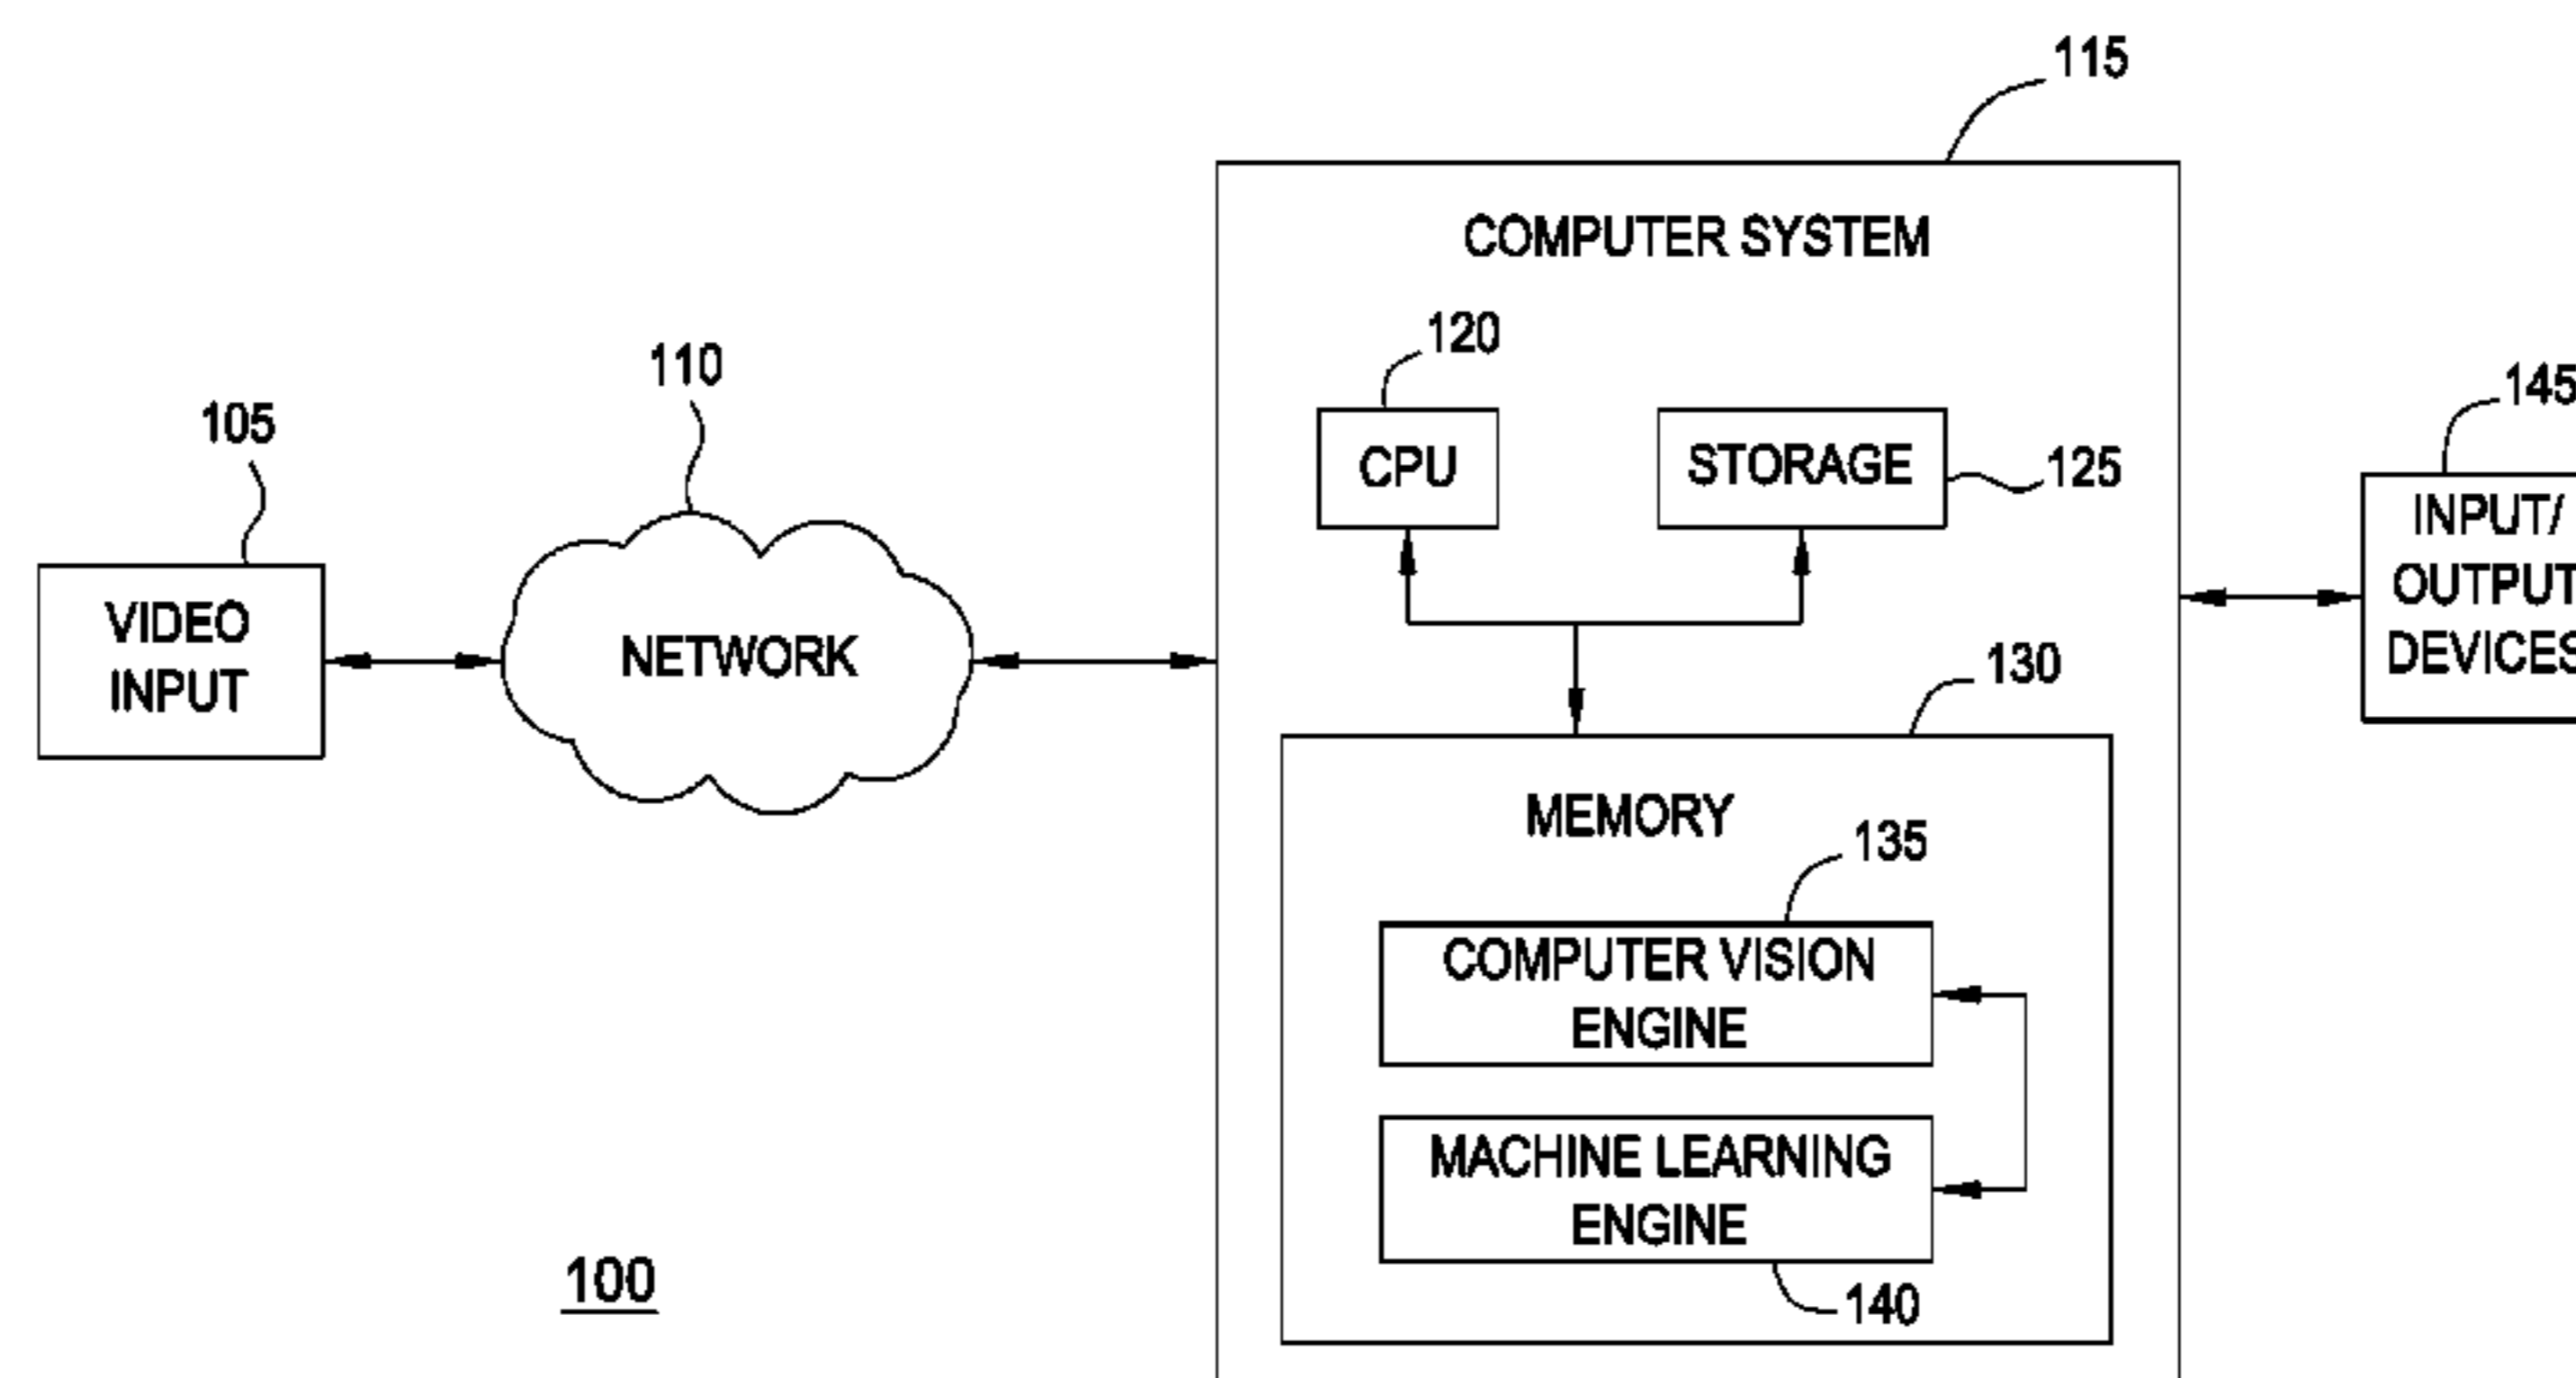 115
COMPUTER SYSTEM
120
110
145
105
CPU
STORAGE
125
INPUT/
OUTPUT
DEVICES
VIDEO
INPUT
NETWORK
130
MEMORY
135
COMPUTER VISION
ENGINE
MACHINE LEARNING
ENGINE
100
140